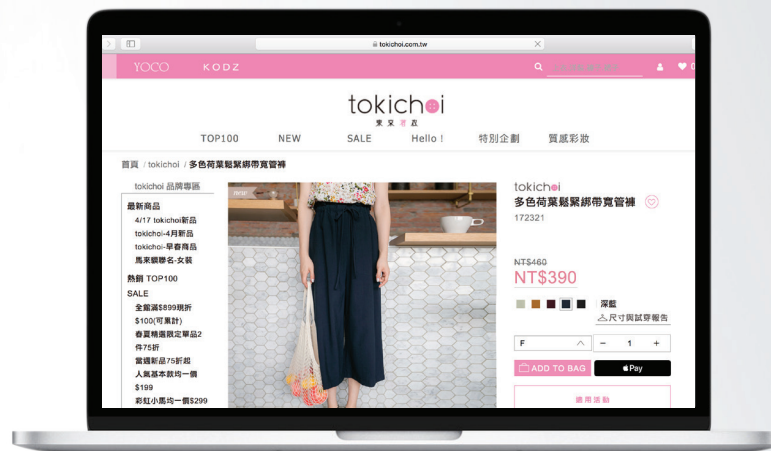 tokichoi.com.tw
YOCO KODZ
0
tokichoi
東京著衣
TOP100 NEW SALE Hello! 特別企劃 質感彩妝
首頁 / tokichoi / 多色荷葉鬆緊綁帶寬管褲
tokichoi 品牌專區
最新商品
4/17 tokichoi新品
tokichoi-4月新品
tokichoi-早春商品
馬來貘聯名-女裝
熱銷 TOP100
SALE
全館滿$899現折
$100(可累計)
春夏精選限定單品2
件75折
當週新品75折起
人氣基本款均一價
$199
彩虹小馬均一價$299
new
tokichoi
多色荷葉鬆緊綁帶寬管褲
172321
NT$460
NT$390
深藍
尺寸與試穿報告
F - 1 +
ADD TO BAG Pay
適用活動